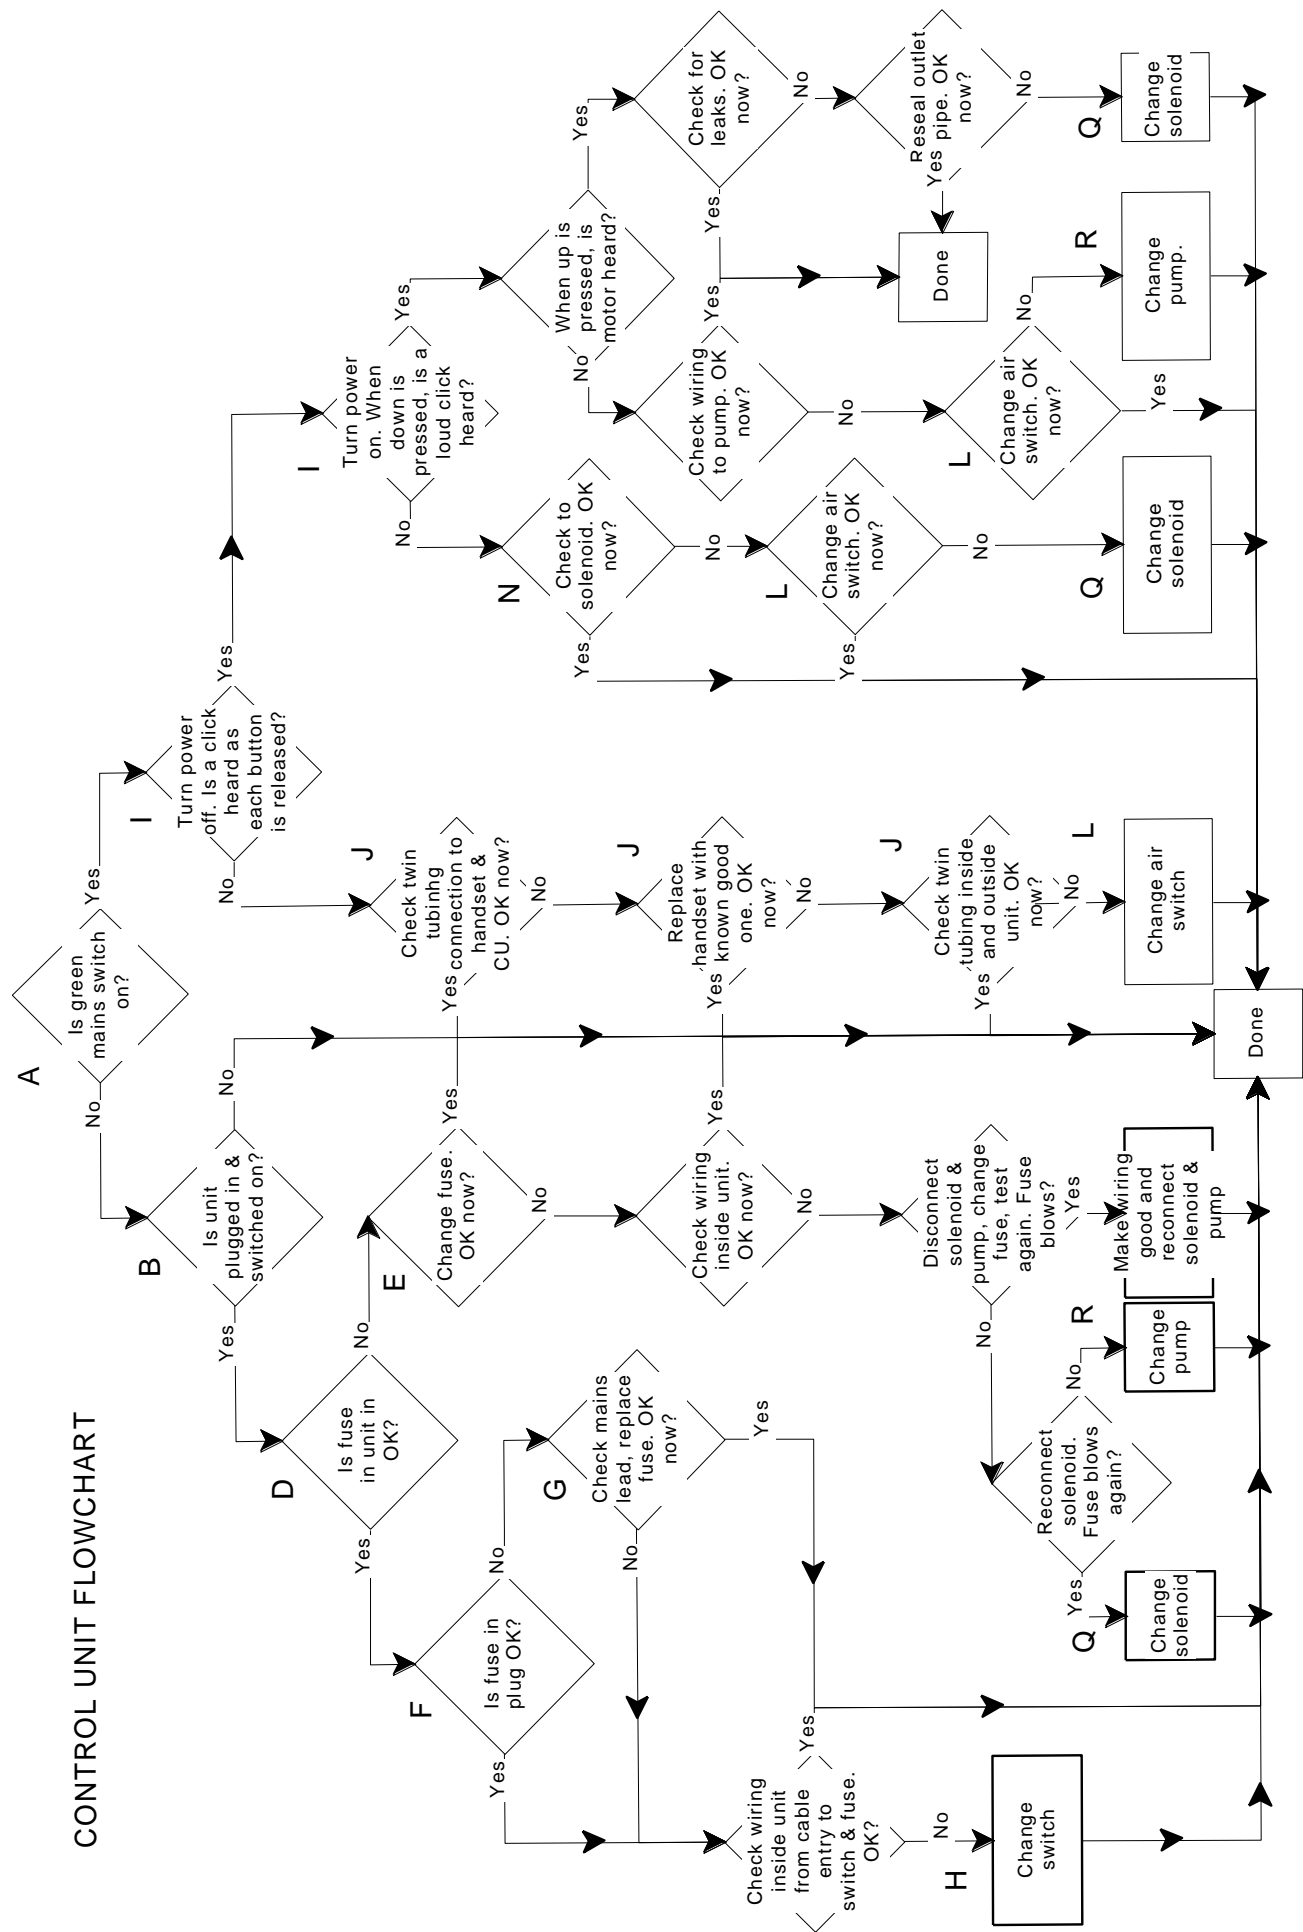 CONTROL UNIT FLOWCHART
A
Is green
mains switch
on?
No
Yes
B
Is unit
plugged in &
switched on?
Yes
No
I
Turn power
off. Is a click
heard as
each button
is released?
No
Yes
D
Is fuse
in unit in
OK?
Yes
No
E
Change fuse.
OK now?
Yes
No
J
Check twin
tubinhg
connection to
handset &
CU. OK now?
Yes
No
I
Turn power
on. When
down is
pressed, is a
loud click
heard?
No
Yes
F
Is fuse in
plug OK?
Yes
No
G
Check mains
lead, replace
fuse. OK
now?
No
Yes
Check wiring
inside unit.
OK now?
Yes
No
J
Replace
handset with
known good
one. OK
now?
Yes
No
N
Check to
solenoid. OK
now?
Yes
No
When up is
pressed, is
motor heard?
No
Yes
Check wiring
to pump. OK
now?
Yes
No
Check for
leaks. OK
now?
Yes
No
Check wiring
inside unit
from cable
entry to
switch & fuse.
OK?
Yes
No
Disconnect
solenoid &
pump, change
fuse, test
again. Fuse
blows?
No
Yes
J
Check twin
tubing inside
and outside
unit. OK
now?
Yes
No
L
Change air
switch. OK
now?
Yes
No
L
Change air
switch. OK
now?
No
Yes
Done
Reseal outlet
pipe. OK
now?
Yes
No
H
Change
switch
Reconnect
solenoid.
Fuse blows
again?
Yes
No
Q
Change
solenoid
R
Change
pump
Make wiring
good and
reconnect
solenoid &
pump
L
Change air
switch
Q
Change
solenoid
R
Change
pump.
Q
Change
solenoid
Done